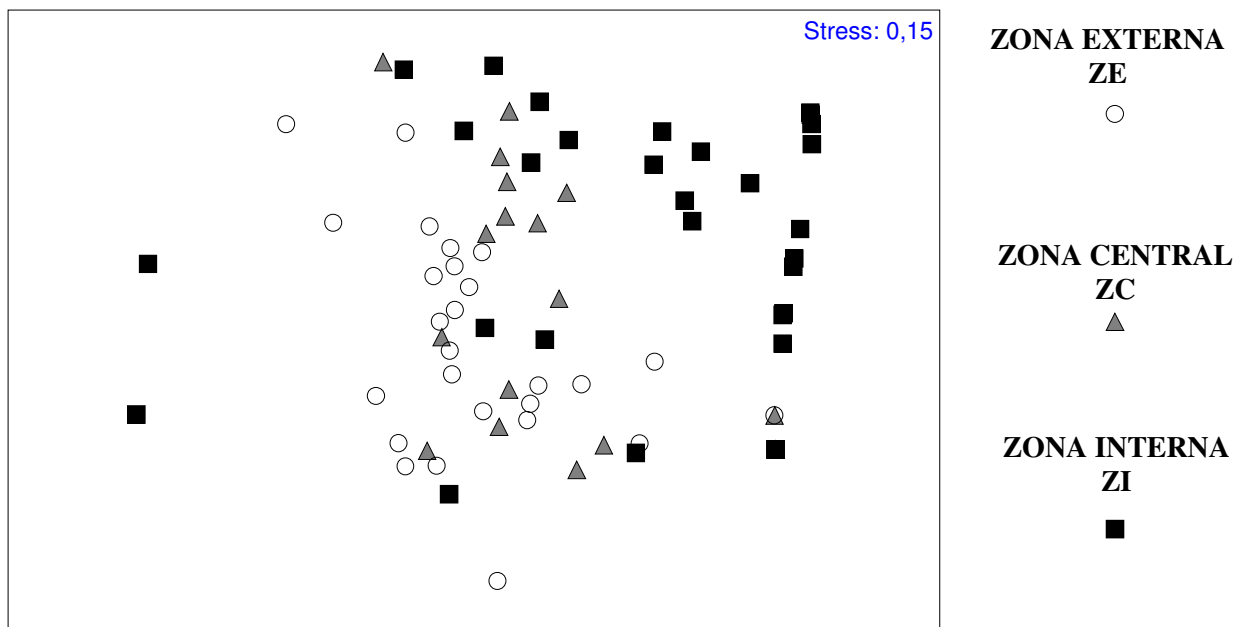 Stress: 0,15
ZONA EXTERNA
ZE
ZONA CENTRAL
ZC
ZONA INTERNA
ZI